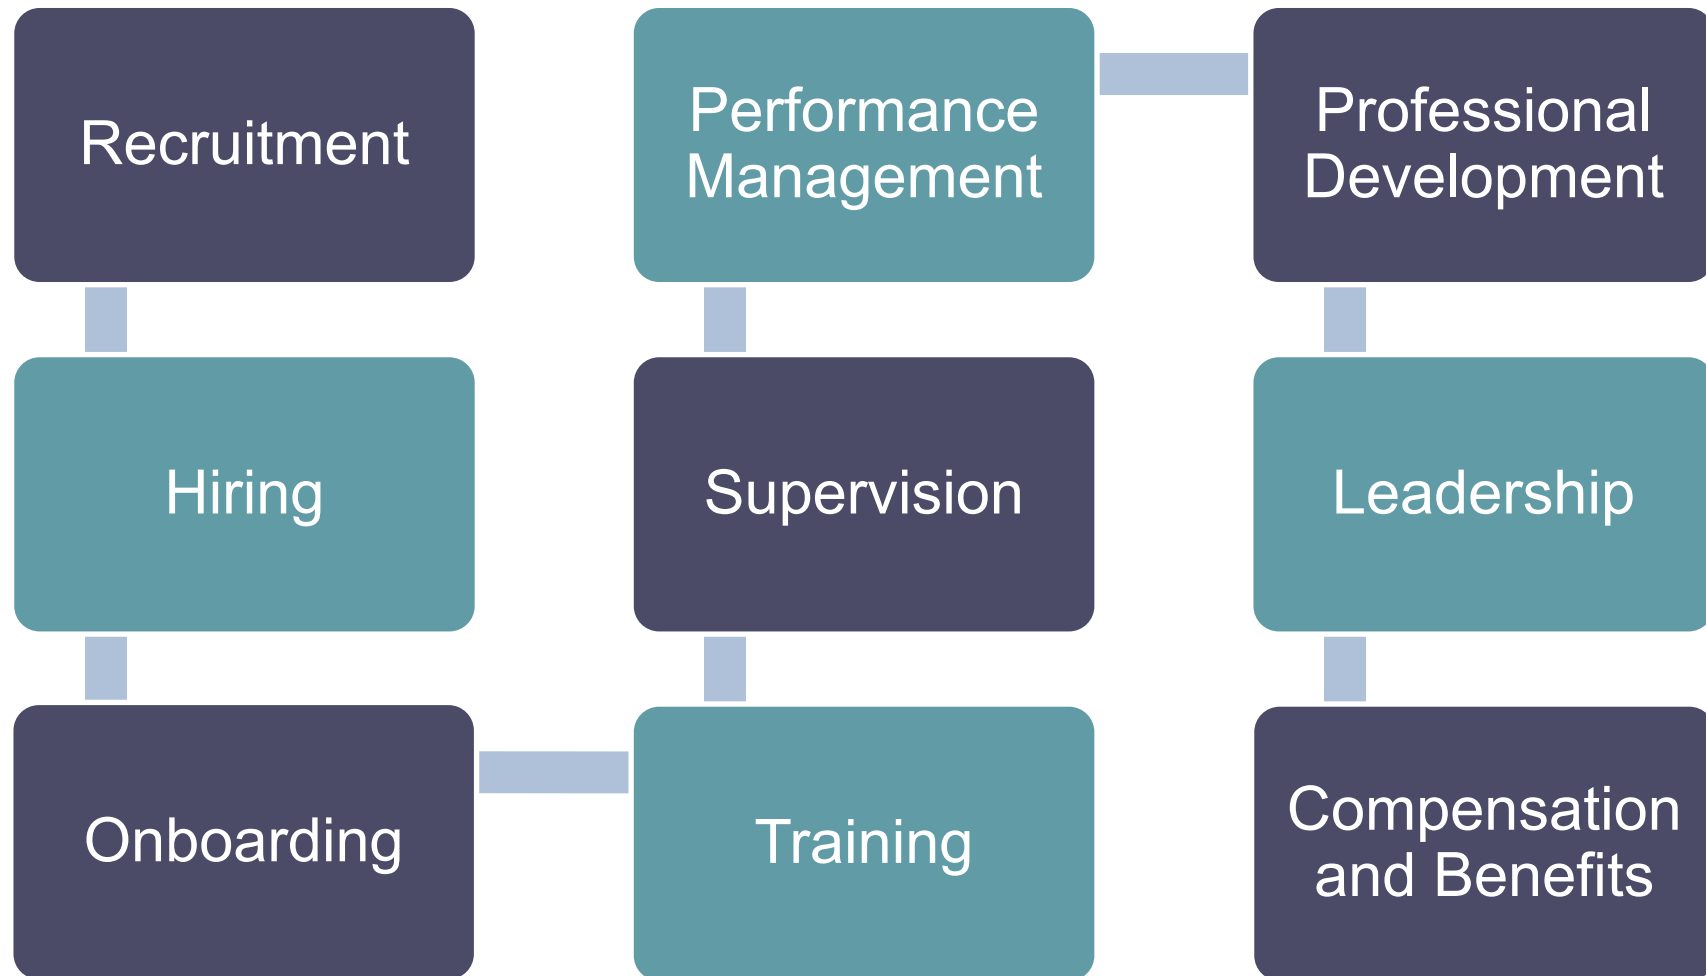 Recruitment
Hiring
Onboarding
Training
Supervision
Performance
Management
Professional
Development
Leadership
Compensation
and Benefits